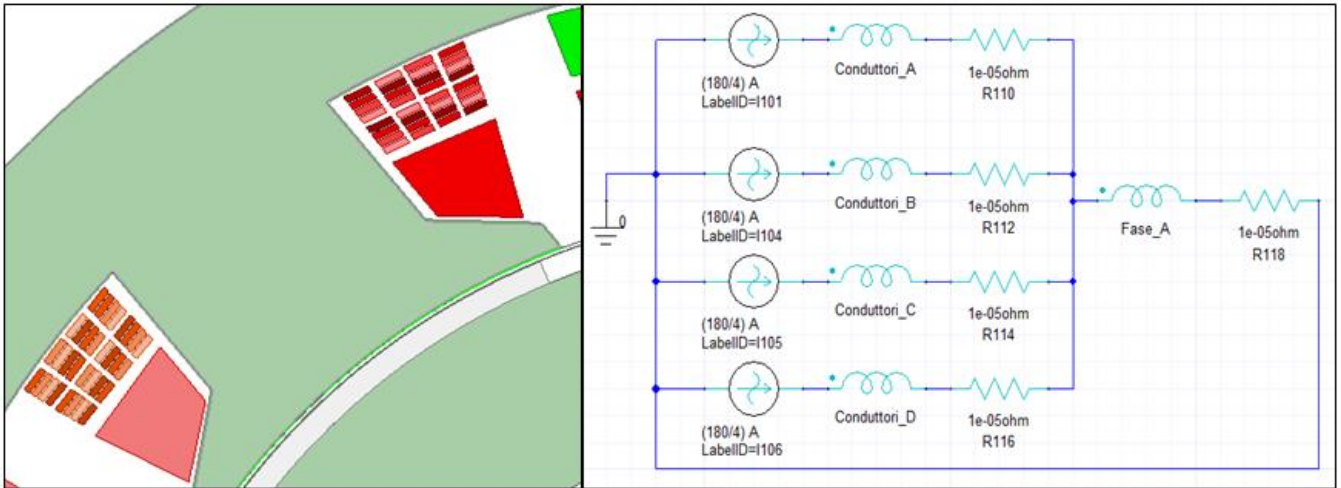 (180/4) A
LabelID=I101
Conduttori_A
1e-05ohm
R110
(180/4) A
LabelID=I104
Conduttori_B
1e-05ohm
R112
0
Fase_A
1e-05ohm
R118
(180/4) A
LabelID=I105
Conduttori_C
1e-05ohm
R114
(180/4) A
LabelID=I106
Conduttori_D
1e-05ohm
R116